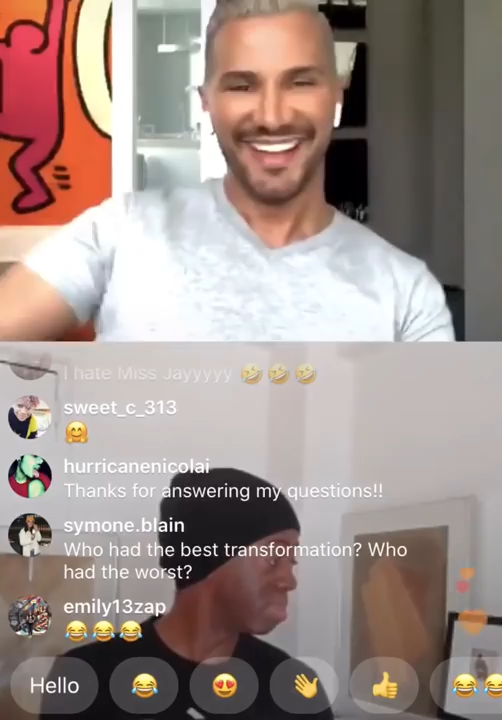 I hate Miss Jayyyyy 🤣 🤣 🤣
sweet_c_313
🤗
hurricanenicolai
Thanks for answering my questions!!
symone.blain
Who had the best transformation? Who
had the worst?
emily13zap
😂😂😂
Hello 😂 😍 👋 👍 😂😂